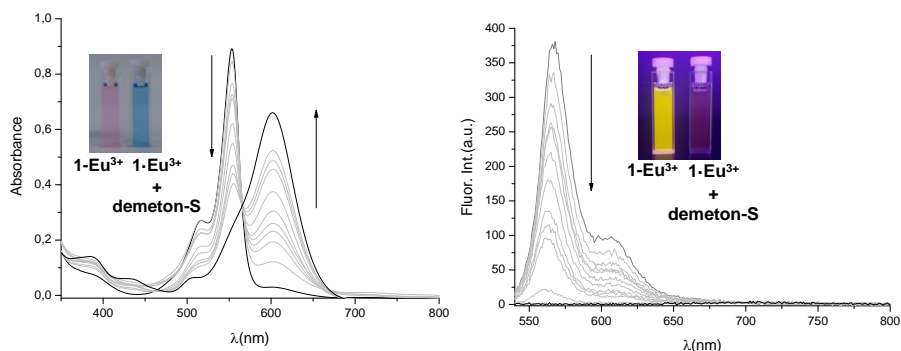 1,0
0,8
0,6
0,4
0,2
0,0
Absorbance
1-Eu³⁺ 1·Eu³⁺
+
demeton-S
400 500 600 700 800
λ(nm)
400
350
300
250
200
150
100
50
0
Fluor. Int.(a.u.)
1-Eu³⁺ 1·Eu³⁺
+
demeton-S
550 600 650 700 750 800
λ(nm)